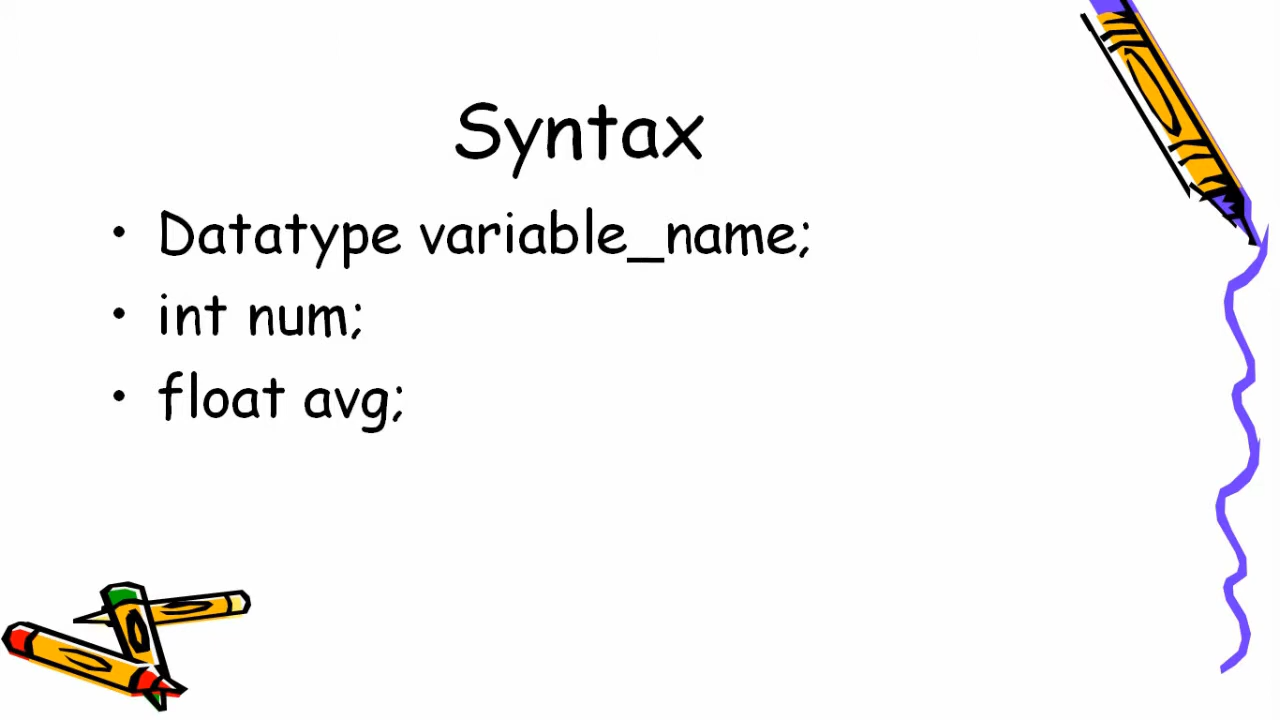 Syntax
• Datatype variable_name;
• int num;
• float avg;